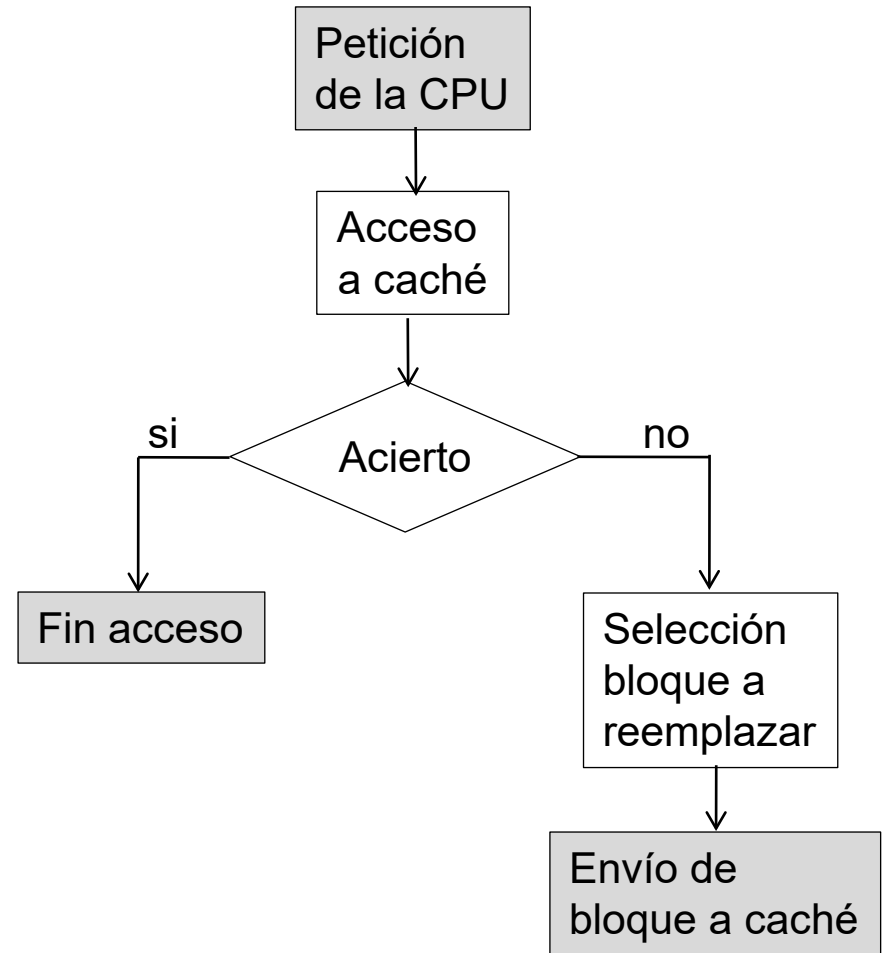 Petición
de la CPU
Acceso
a caché
si
no
Acierto
Fin acceso
Selección
bloque a
reemplazar
Envío de
bloque a caché